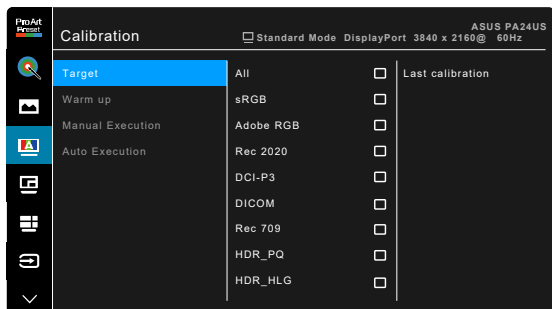 ProArt
Preset
Calibration
ASUS PA24US
Standard Mode DisplayPort 3840 x 2160@ 60Hz
Target
Warm up
Manual Execution
Auto Execution
All
sRGB
Adobe RGB
Rec 2020
DCI-P3
DICOM
Rec 709
HDR_PQ
HDR_HLG
Last calibration
A